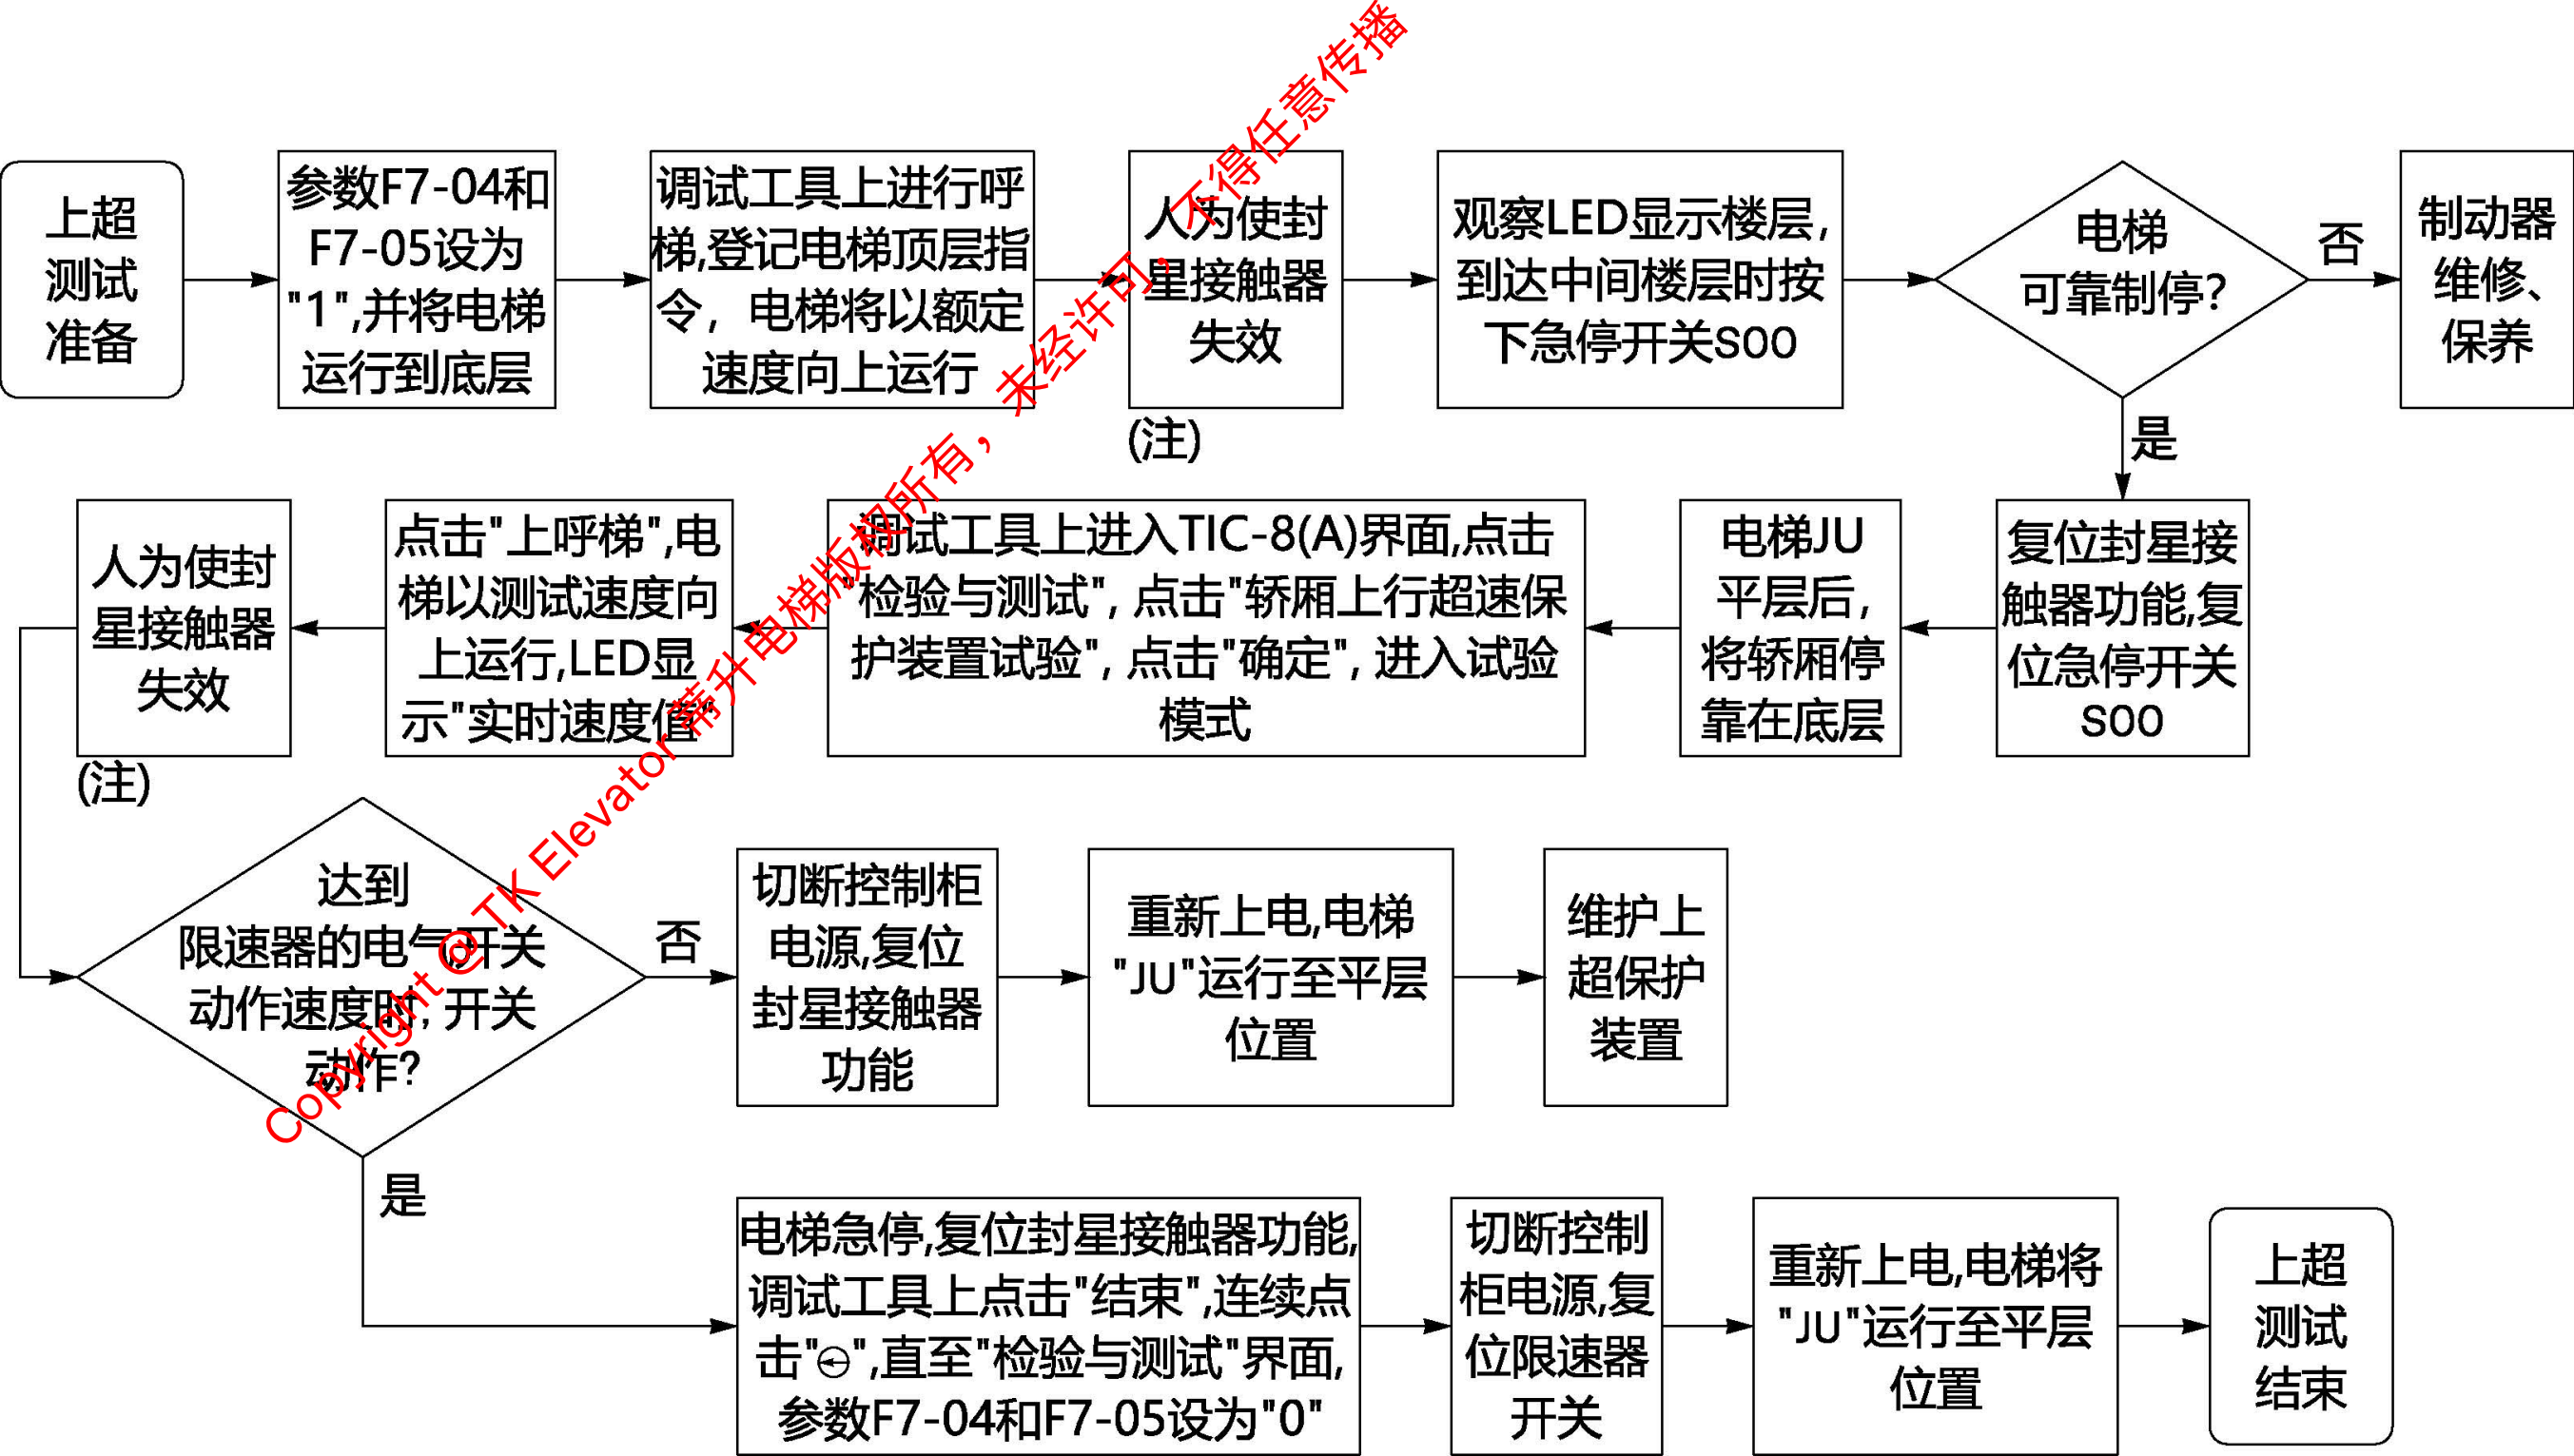 上超
测试
准备
参数F7-04和
F7-05设为
"1",并将电梯
运行到底层
调试工具上进行呼
梯,登记电梯顶层指
令，电梯将以额定
速度向上运行
人为使封
星接触器
失效
(注)
观察LED显示楼层,
到达中间楼层时按
下急停开关SOO
电梯
可靠制停?
否
制动器
维修、
保养
是
复位封星接
触器功能,复
位急停开关
SOO
电梯JU
平层后,
将轿厢停
靠在底层
调试工具上进入TIC-8(A)界面,点击
"检验与测试", 点击"轿厢上行超速保
护装置试验", 点击"确定", 进入试验
模式
点击"上呼梯",电
梯以测试速度向
上运行,LED显
示"实时速度值"
人为使封
星接触器
失效
(注)
达到
限速器的电气开关
动作速度时, 开关
动作?
否
切断控制柜
电源,复位
封星接触器
功能
重新上电,电梯
"JU"运行至平层
位置
维护上
超保护
装置
是
电梯急停,复位封星接触器功能,
调试工具上点击"结束",连续点
击"←",直至"检验与测试"界面,
参数F7-04和F7-05设为"0"
切断控制
柜电源,复
位限速器
开关
重新上电,电梯将
"JU"运行至平层
位置
上超
测试
结束
Copyright @ TK Elevator 蒂升电梯版权所有，未经许可，不得任意传播